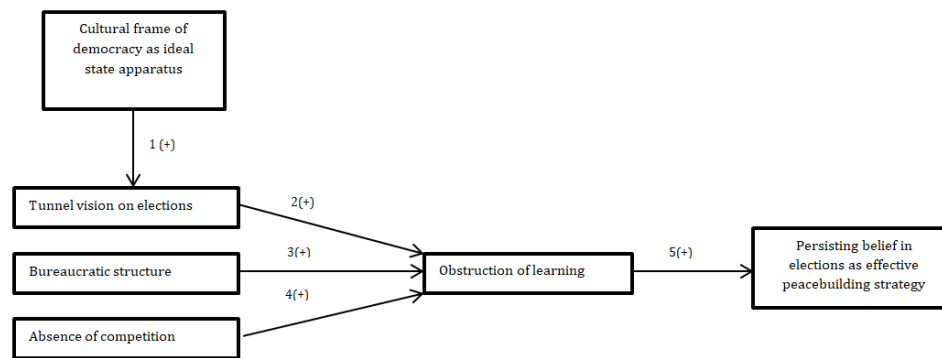 Cultural frame of
democracy as ideal
state apparatus
1 (+)
Tunnel vision on elections
2(+)
Bureaucratic structure
3(+)
Obstruction of learning
5(+)
Persisting belief in
elections as effective
peacebuilding strategy
4(+)
Absence of competition